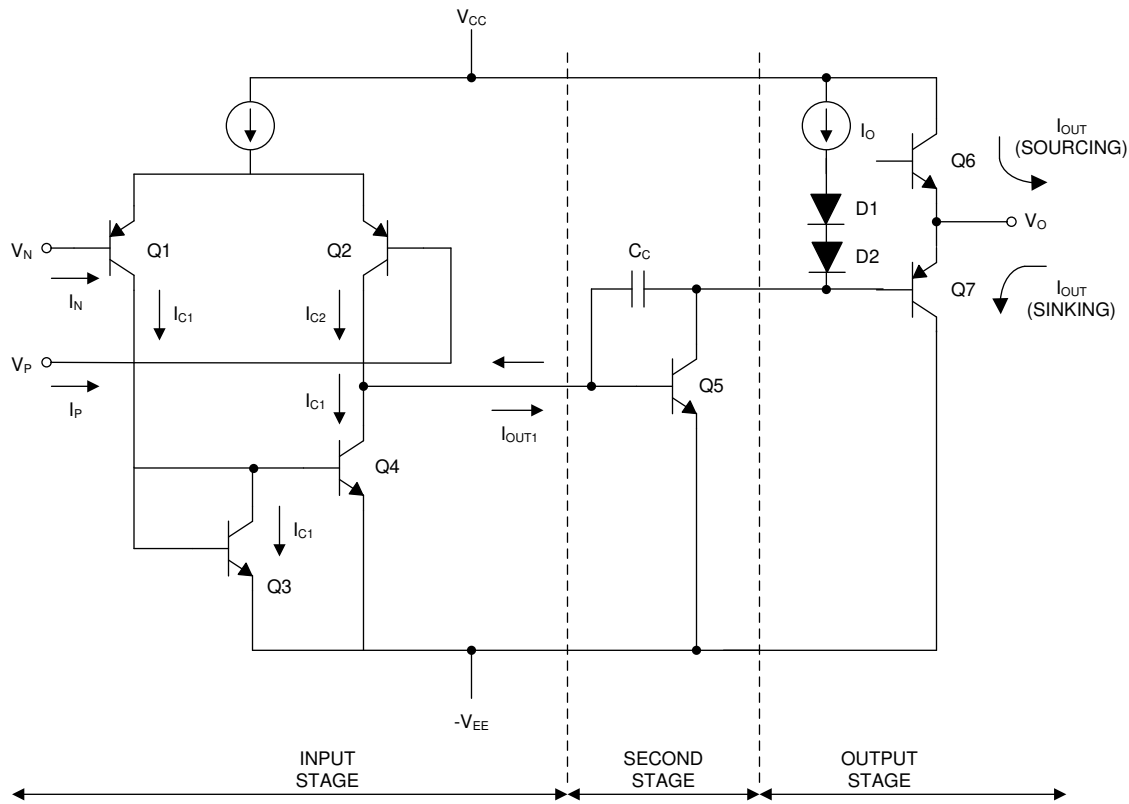 VCC
IO
IOUT
(SOURCING)
Q6
D1
VO
VN
Q1
Q2
D2
CC
Q7
IOUT
(SINKING)
IN
IC1
IC2
VP
IP
IC1
Q5
IOUT1
Q4
IC1
Q3
-VEE
INPUT
STAGE
SECOND
STAGE
OUTPUT
STAGE